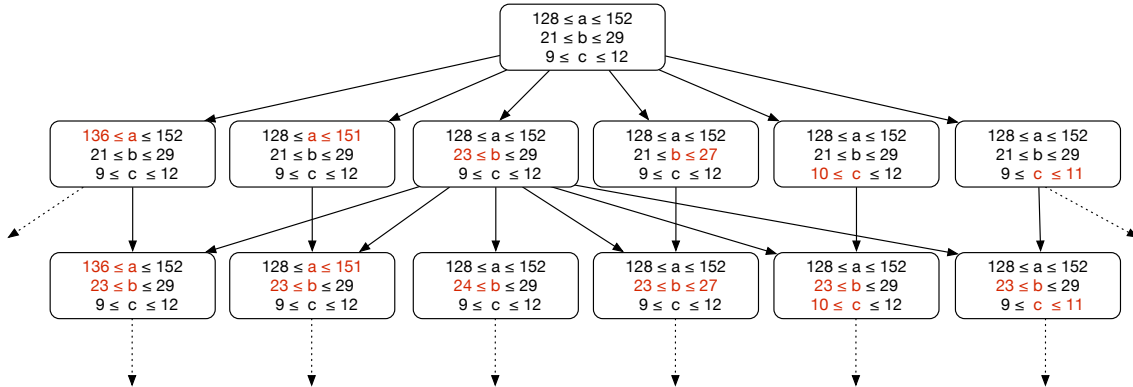 128 ≤ a ≤ 152
21 ≤ b ≤ 29
9 ≤ c ≤ 12
136 ≤ a ≤ 152
21 ≤ b ≤ 29
9 ≤ c ≤ 12
128 ≤ a ≤ 151
21 ≤ b ≤ 29
9 ≤ c ≤ 12
128 ≤ a ≤ 152
23 ≤ b ≤ 29
9 ≤ c ≤ 12
128 ≤ a ≤ 152
21 ≤ b ≤ 27
9 ≤ c ≤ 12
128 ≤ a ≤ 152
21 ≤ b ≤ 29
10 ≤ c ≤ 12
128 ≤ a ≤ 152
21 ≤ b ≤ 29
9 ≤ c ≤ 11
136 ≤ a ≤ 152
23 ≤ b ≤ 29
9 ≤ c ≤ 12
128 ≤ a ≤ 151
23 ≤ b ≤ 29
9 ≤ c ≤ 12
128 ≤ a ≤ 152
24 ≤ b ≤ 29
9 ≤ c ≤ 12
128 ≤ a ≤ 152
23 ≤ b ≤ 27
9 ≤ c ≤ 12
128 ≤ a ≤ 152
23 ≤ b ≤ 29
10 ≤ c ≤ 12
128 ≤ a ≤ 152
23 ≤ b ≤ 29
9 ≤ c ≤ 11